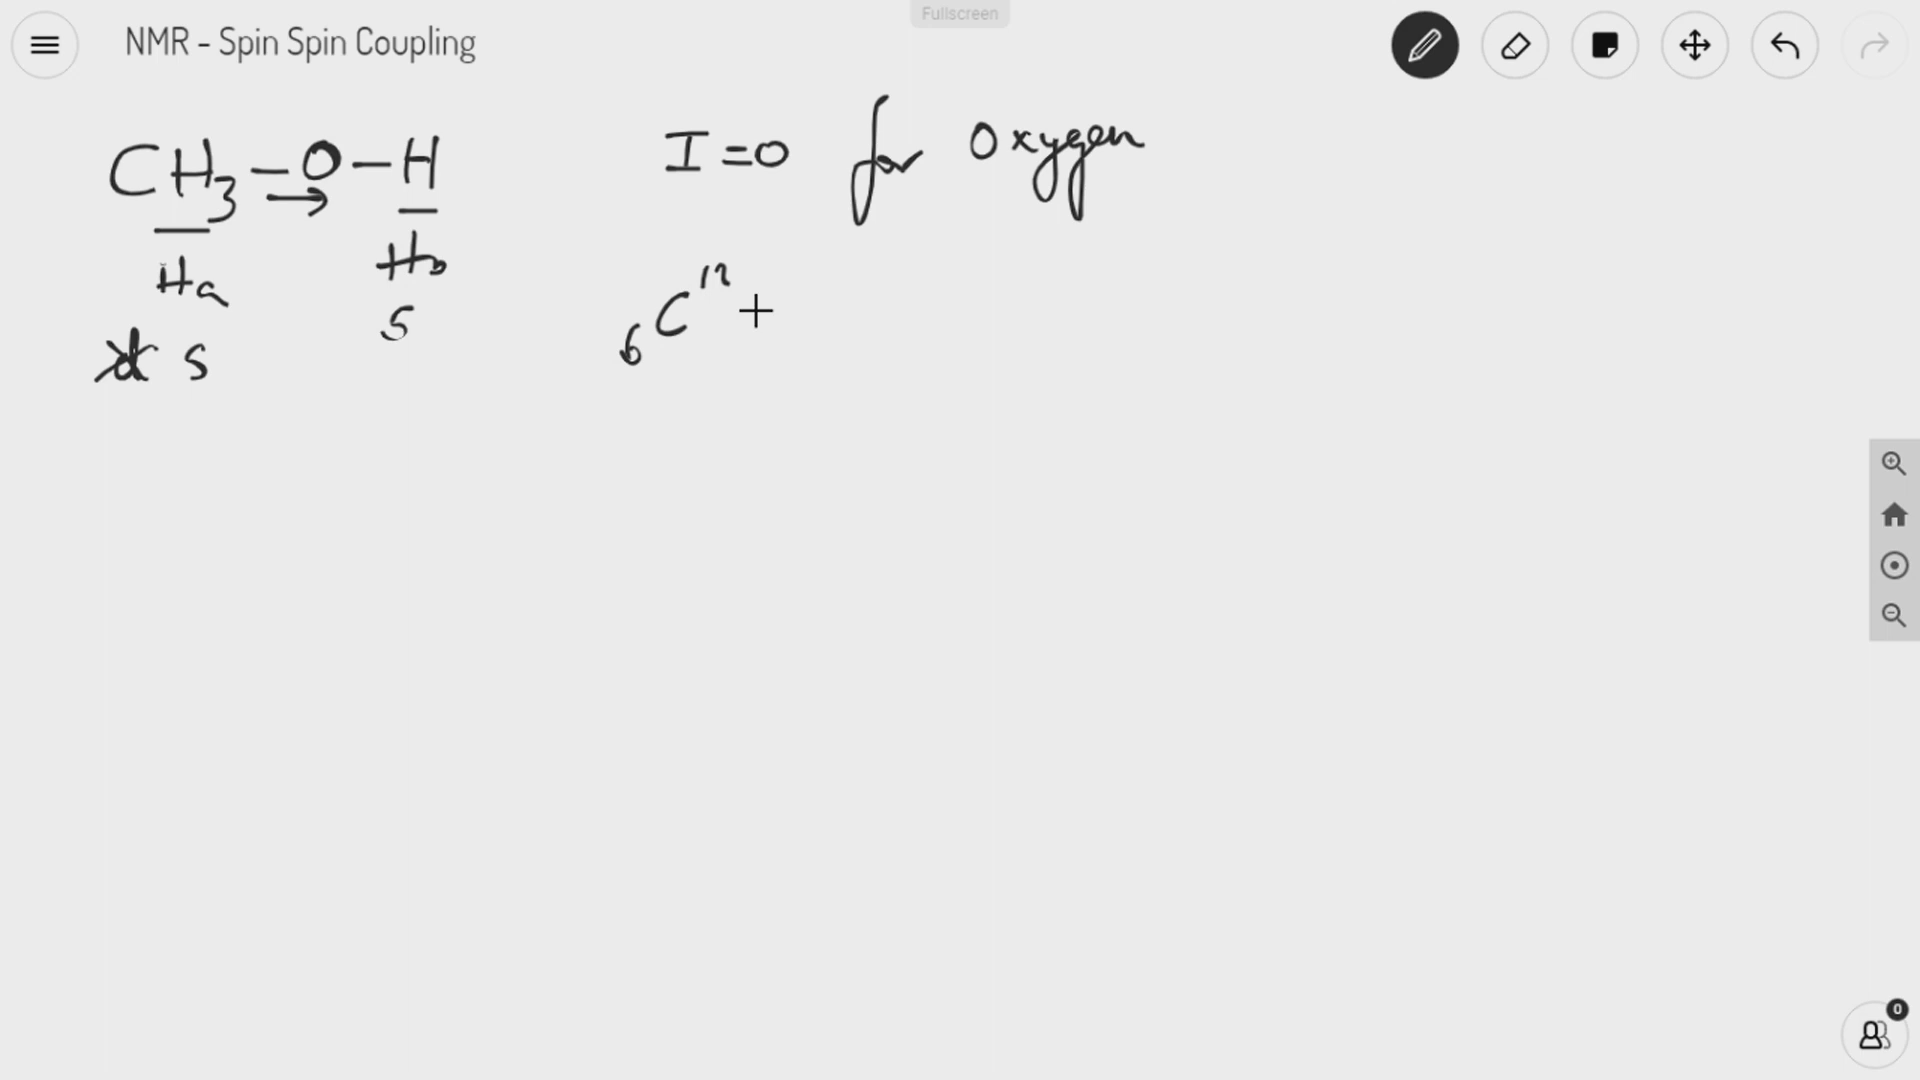 Fullscreen
NMR - Spin Spin Coupling
CH3 - O - H
I = 0 for Oxygen
Ha
Hb
6C12
S
S
0